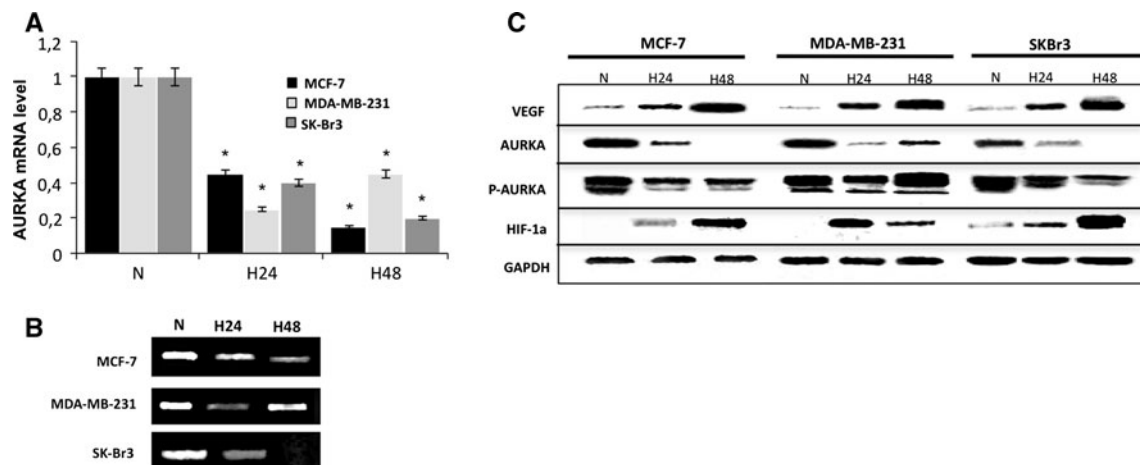 A
1,2
1
0,8
0,6
0,4
0,2
0
AURKA mRNA level
MCF-7
MDA-MB-231
SK-Br3
* * * * * *
N H24 H48
B
N H24 H48
MCF-7
MDA-MB-231
SK-Br3
C
MCF-7 MDA-MB-231 SKBr3
N H24 H48 N H24 H48 N H24 H48
VEGF
AURKA
P-AURKA
HIF-1a
GAPDH